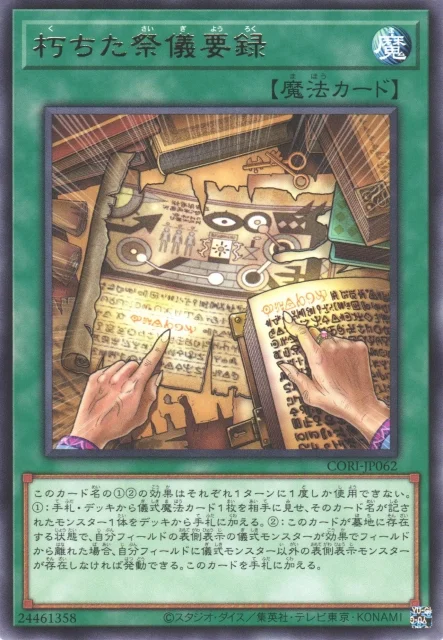 朽ちた祭儀要録
魔
【魔法カード】
CORI-JP062
このカード名の①②の効果はそれぞれ1ターンに1度しか使用できない。
①:手札・デッキから儀式魔法カード1枚を相手に見せ、そのカード名が記さ
れたモンスター1体をデッキから手札に加える。②:このカードが墓地に存在
する状態で、自分フィールドの表側表示の儀式モンスターが効果でフィールド
から離れた場合、自分フィールドに儀式モンスター以外の表側表示モンスター
が存在しなければ発動できる。このカードを手札に加える。
24461358
©スタジオ・ダイス/集英社・テレビ東京・KONAMI